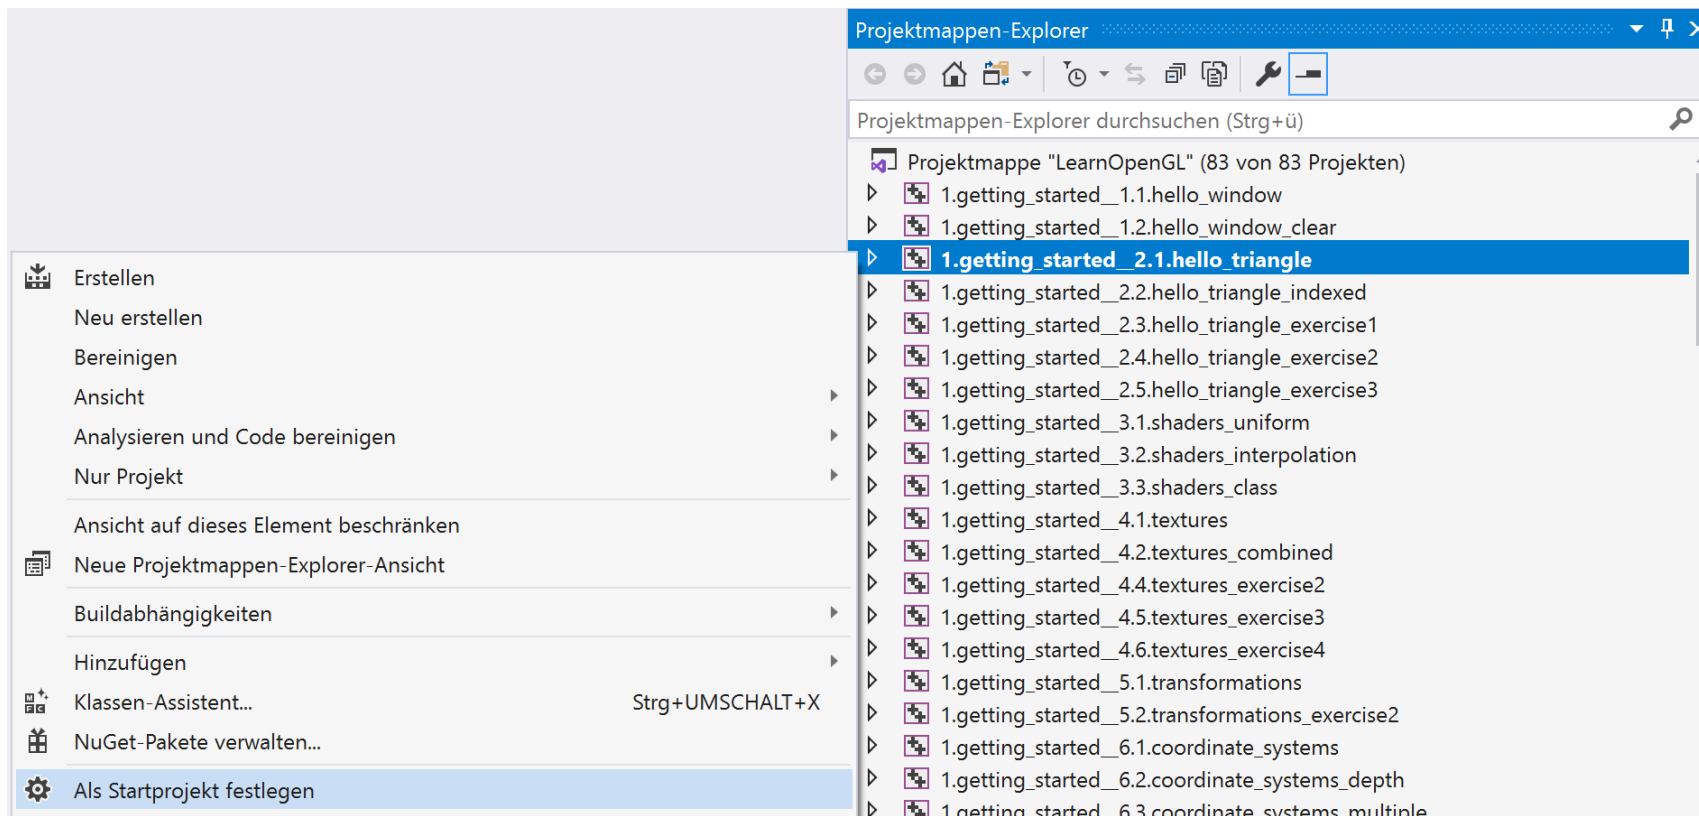 Projektmappen-Explorer
Projektmappen-Explorer durchsuchen (Strg+ü)
Projektmappe "LearnOpenGL" (83 von 83 Projekten)
1.getting_started__1.1.hello_window
1.getting_started__1.2.hello_window_clear
1.getting_started__2.1.hello_triangle
1.getting_started__2.2.hello_triangle_indexed
1.getting_started__2.3.hello_triangle_exercise1
1.getting_started__2.4.hello_triangle_exercise2
1.getting_started__2.5.hello_triangle_exercise3
1.getting_started__3.1.shaders_uniform
1.getting_started__3.2.shaders_interpolation
1.getting_started__3.3.shaders_class
1.getting_started__4.1.textures
1.getting_started__4.2.textures_combined
1.getting_started__4.4.textures_exercise2
1.getting_started__4.5.textures_exercise3
1.getting_started__4.6.textures_exercise4
1.getting_started__5.1.transformations
1.getting_started__5.2.transformations_exercise2
1.getting_started__6.1.coordinate_systems
1.getting_started__6.2.coordinate_systems_depth
1.getting_started__6.3.coordinate_systems_multiple
Erstellen
Neu erstellen
Bereinigen
Ansicht
Analysieren und Code bereinigen
Nur Projekt
Ansicht auf dieses Element beschränken
Neue Projektmappen-Explorer-Ansicht
Buildabhängigkeiten
Hinzufügen
Klassen-Assistent... Strg+UMSCHALT+X
NuGet-Pakete verwalten...
Als Startprojekt festlegen